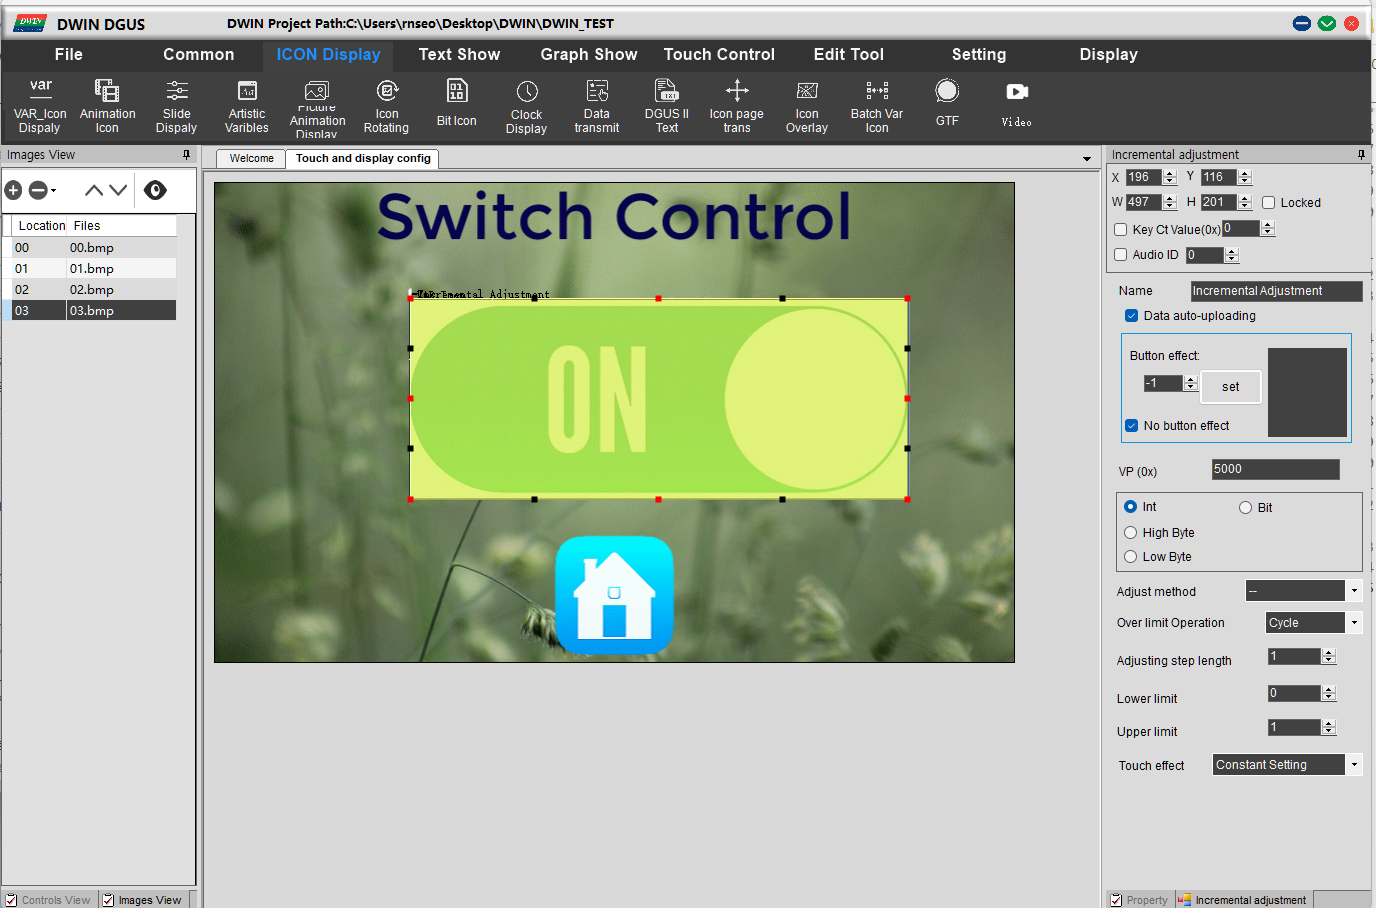 DWIN
DWIN DGUS
DWIN Project Path:C:\Users\rnseo\Desktop\DWIN\DWIN_TEST
File
Common
ICON Display
Text Show
Graph Show
Touch Control
Edit Tool
Setting
Display
var
VAR_Icon
Dispaly
Animation
Icon
Slide
Dispaly
Artistic
Varibles
Picture
Animation
Display
Icon
Rotating
Bit Icon
Clock
Display
Data
transmit
DGUS II
Text
Icon page
trans
Icon
Overlay
Batch Var
Icon
GTF
Video
Images View
Welcome
Touch and display config
Incremental adjustment
Location Files
00 00.bmp
01 01.bmp
02 02.bmp
03 03.bmp
Switch Control
Incremental Adjustment
ON
X 196 Y 116
W 497 H 201 Locked
Key Ct Value(0x) 0
Audio ID 0
Name Incremental Adjustment
Data auto-uploading
Button effect:
-1 set
No button effect
VP (0x) 5000
Int Bit
High Byte
Low Byte
Adjust method --
Over limit Operation Cycle
Adjusting step length 1
Lower limit 0
Upper limit 1
Touch effect Constant Setting
Controls View
Images View
Property
Incremental adjustment